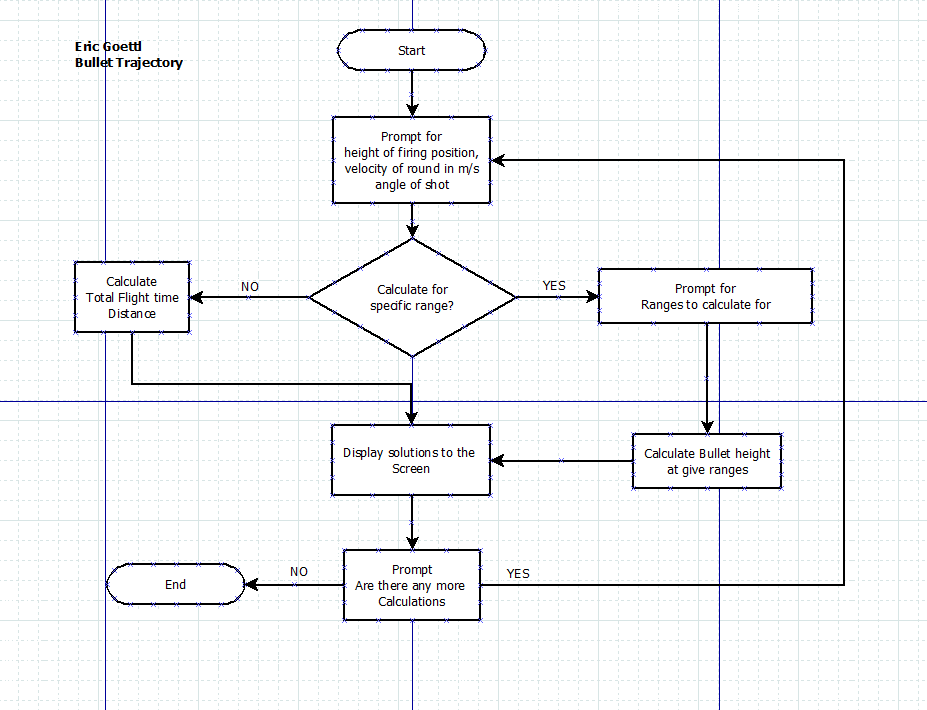 Eric Goettl
Bullet Trajectory
Start
Prompt for
height of firing position,
velocity of round in m/s
angle of shot
Calculate for
specific range?
NO
YES
Calculate
Total Flight time
Distance
Prompt for
Ranges to calculate for
Display solutions to the
Screen
Calculate Bullet height
at give ranges
Prompt
Are there any more
Calculations
NO
YES
End